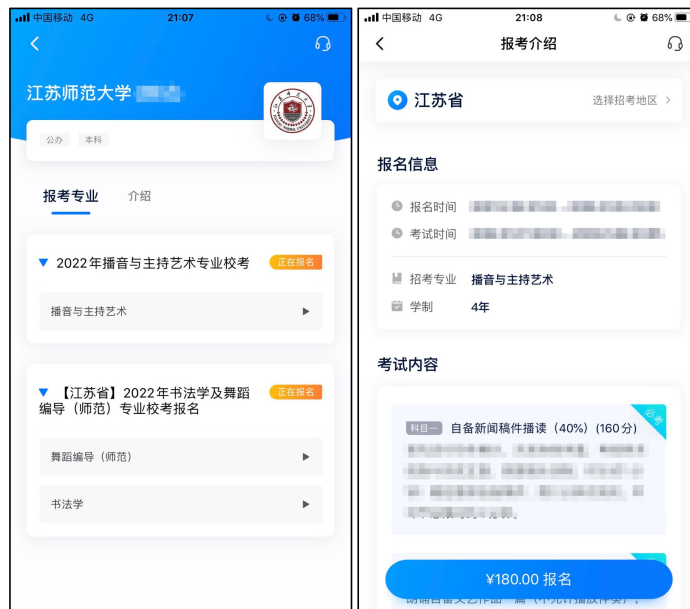 中国移动 4G
21:07
68%
江苏师范大学
公办
本科
报考专业
介绍
2022年播音与主持艺术专业校考
正在报名
播音与主持艺术
【江苏省】2022年书法学及舞蹈
编导（师范）专业校考报名
正在报名
舞蹈编导（师范）
书法学
中国移动 4G
21:08
68%
报考介绍
江苏省
选择招考地区
报名信息
报名时间
考试时间
招考专业
播音与主持艺术
学制
4年
考试内容
必考
科目一
自备新闻稿件播读（40%）(160分)
¥180.00 报名